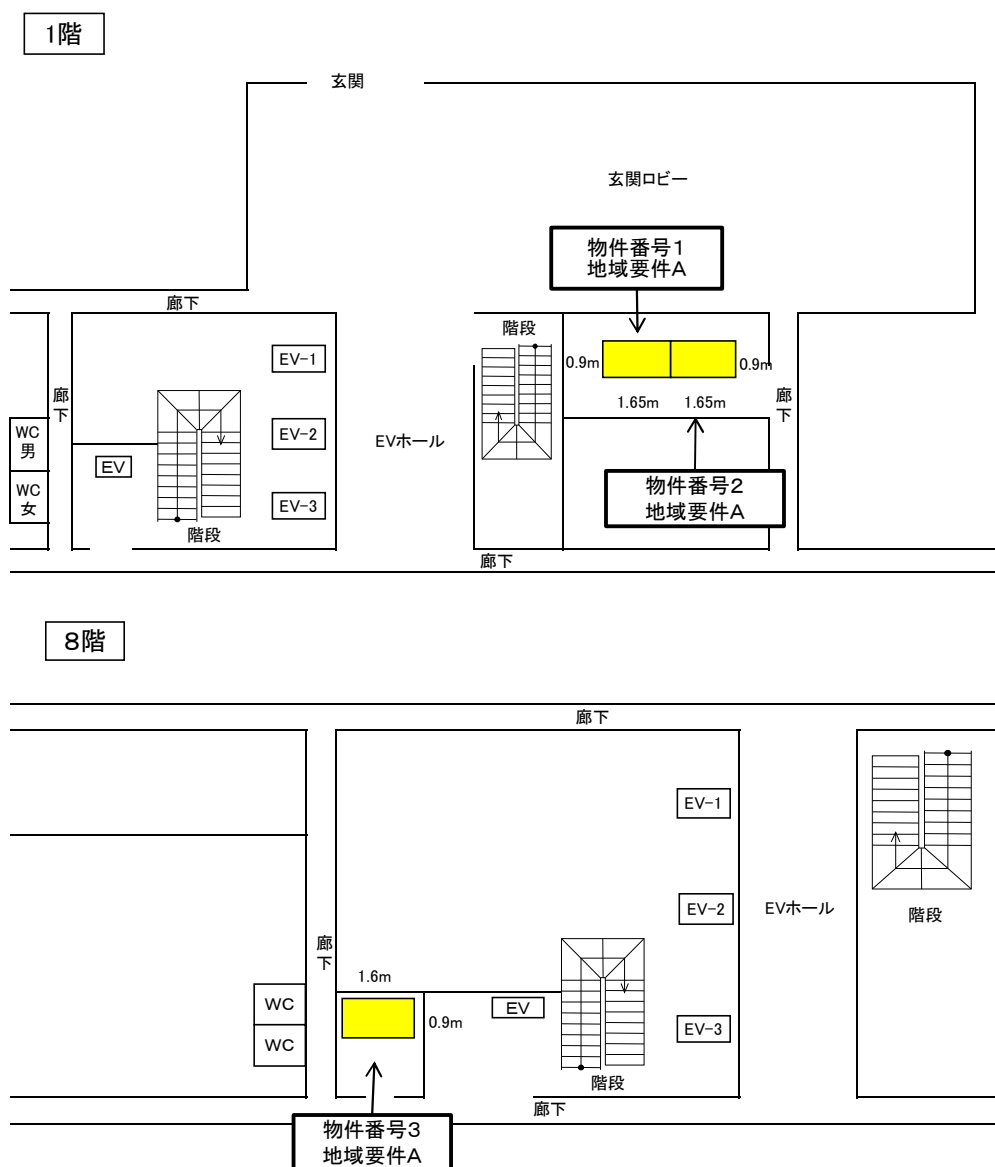 1階
玄関
玄関ロビー
物件番号1
地域要件A
廊下
階段
EV-1
0.9m
0.9m
廊下
廊下
1.65m
1.65m
WC
男
EV-2
EVホール
EV
WC
女
EV-3
物件番号2
地域要件A
階段
廊下
8階
廊下
EV-1
EV-2
EVホール
階段
廊下
1.6m
WC
EV
0.9m
EV-3
WC
階段
廊下
物件番号3
地域要件A